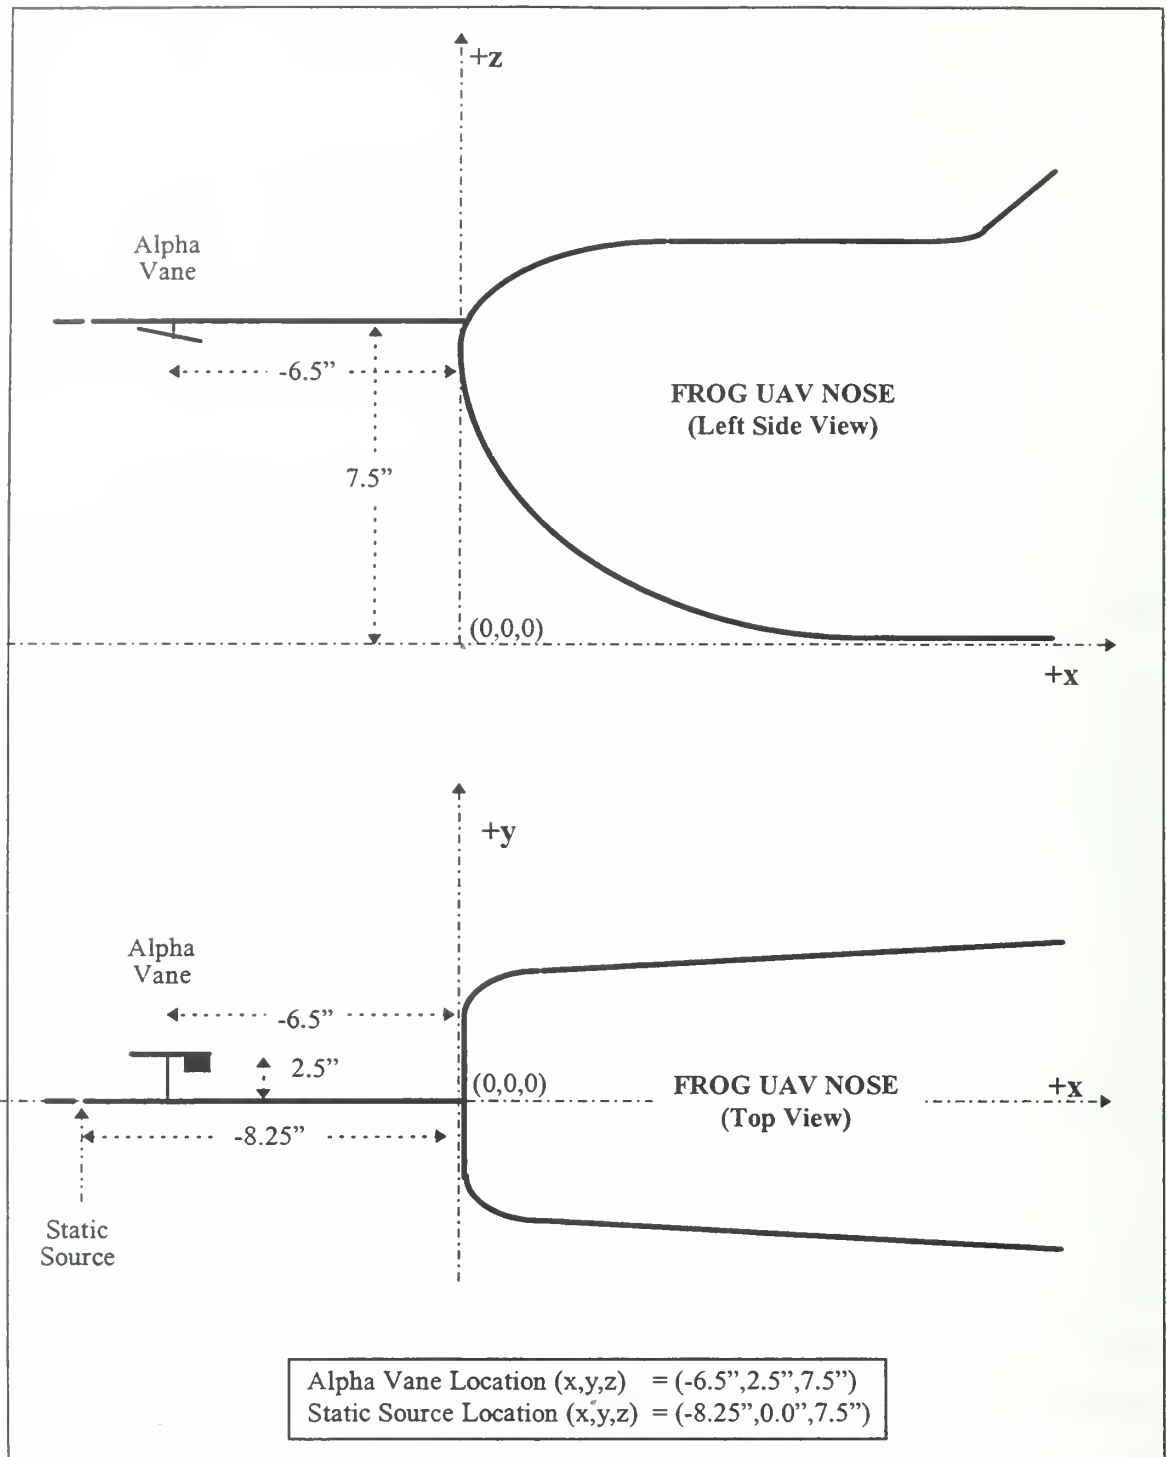 +z
Alpha
Vane
-6.5”
FROG UAV NOSE
(Left Side View)
7.5”
(0,0,0)
+x
+y
Alpha
Vane
-6.5”
2.5”
(0,0,0)
FROG UAV NOSE
(Top View)
+x
-8.25”
Static
Source
Alpha Vane Location (x,y,z) = (-6.5”,2.5”,7.5”)
Static Source Location (x,y,z) = (-8.25”,0.0”,7.5”)